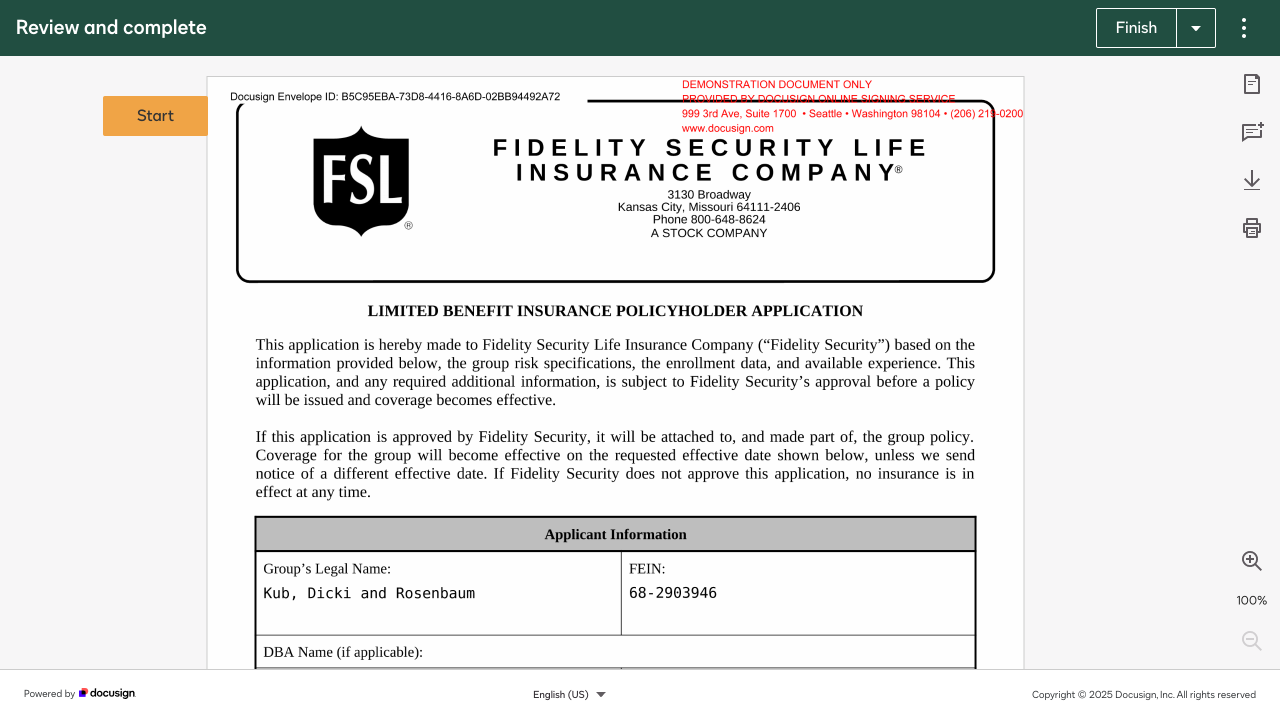 Review and complete
Finish
Start
Docusign Envelope ID: B5C95EBA-73D8-4416-8A6D-02BB94492A72
DEMONSTRATION DOCUMENT ONLY
PROVIDED BY DOCUSIGN ONLINE SIGNING SERVICE
999 3rd Ave, Suite 1700 • Seattle • Washington 98104 • (206) 219-0200
www.docusign.com
FSL®
FIDELITY SECURITY LIFE
INSURANCE COMPANY®
3130 Broadway
Kansas City, Missouri 64111-2406
Phone 800-648-8624
A STOCK COMPANY
LIMITED BENEFIT INSURANCE POLICYHOLDER APPLICATION
This application is hereby made to Fidelity Security Life Insurance Company (“Fidelity Security”) based on the
information provided below, the group risk specifications, the enrollment data, and available experience. This
application, and any required additional information, is subject to Fidelity Security’s approval before a policy
will be issued and coverage becomes effective.
If this application is approved by Fidelity Security, it will be attached to, and made part of, the group policy.
Coverage for the group will become effective on the requested effective date shown below, unless we send
notice of a different effective date. If Fidelity Security does not approve this application, no insurance is in
effect at any time.
Applicant Information
Group’s Legal Name:
Kub, Dicki and Rosenbaum
FEIN:
68-2903946
DBA Name (if applicable):
100%
Powered by docusign
English (US)
Copyright © 2025 Docusign, Inc. All rights reserved